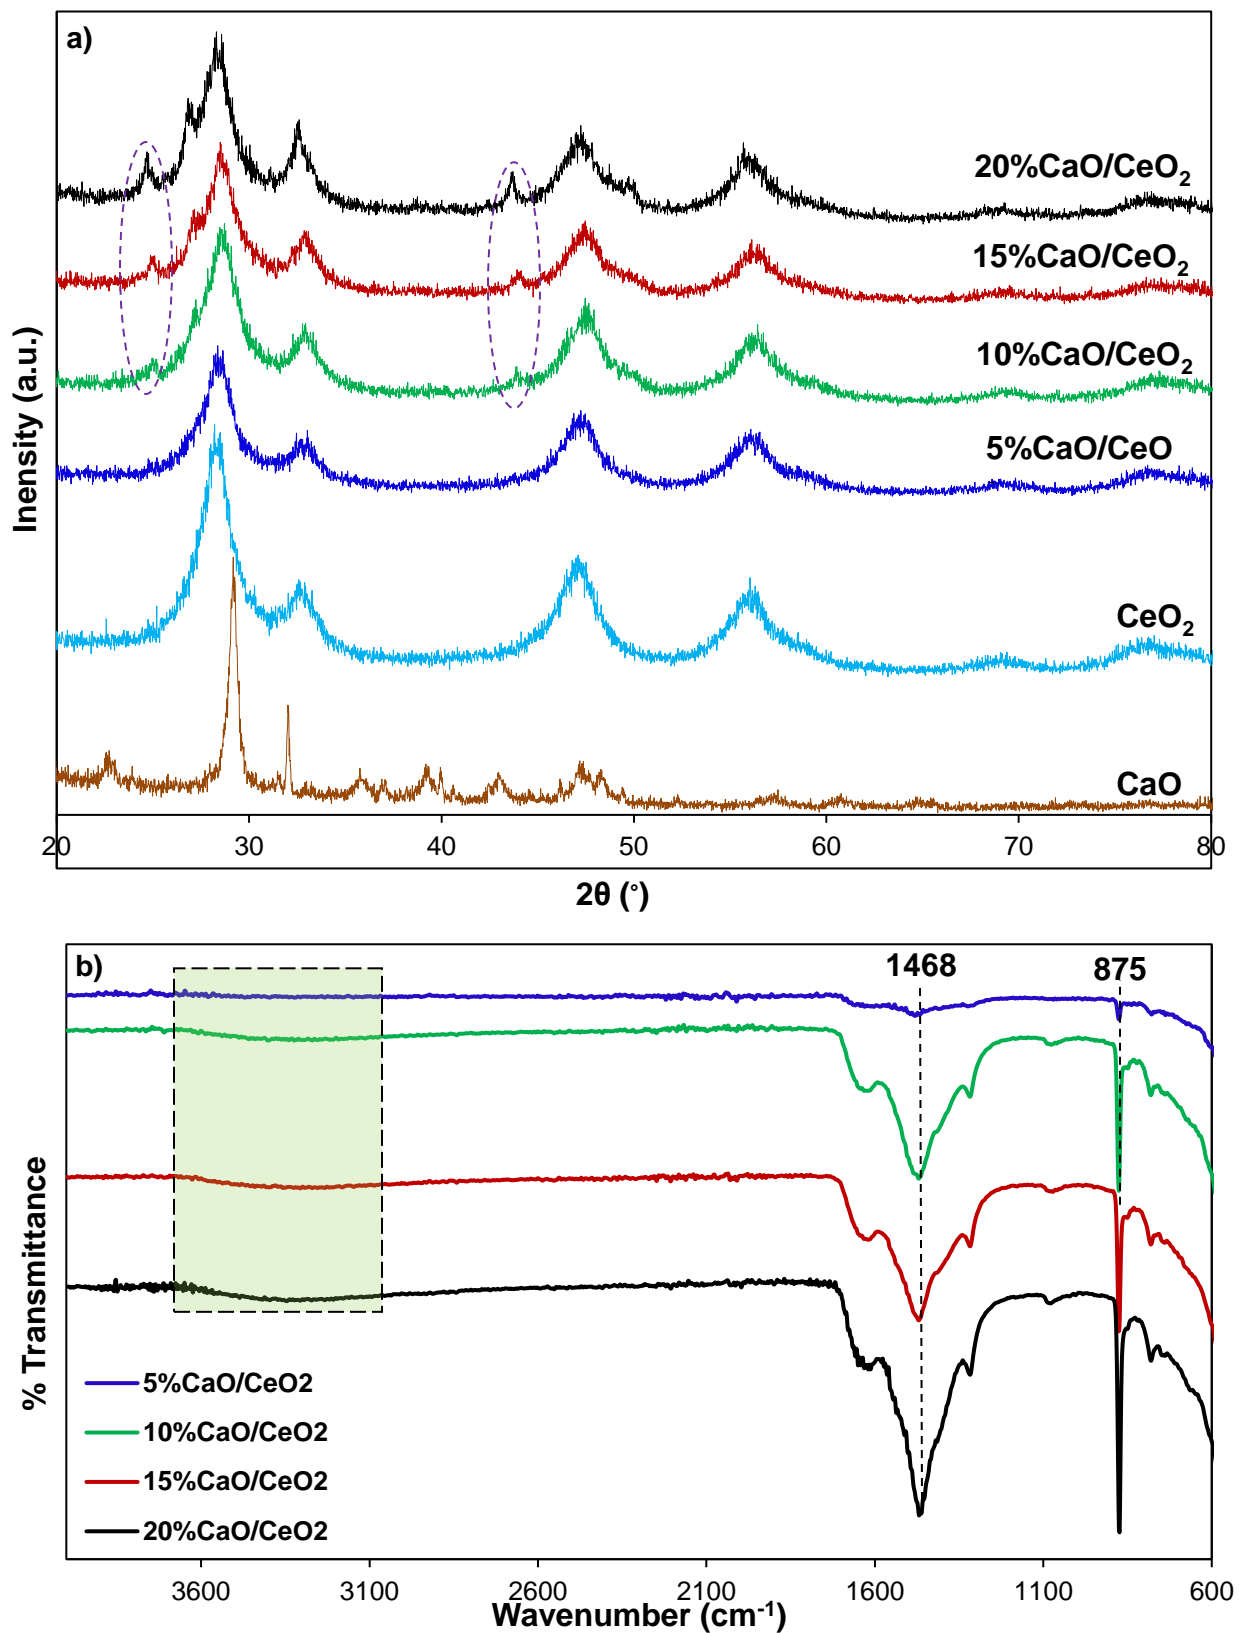 a)
20%CaO/CeO₂
15%CaO/CeO₂
10%CaO/CeO₂
5%CaO/CeO
CeO₂
CaO
Inensity (a.u.)
20 30 40 50 60 70 80
2θ (°)
b)
1468 875
% Transmittance
5%CaO/CeO2
10%CaO/CeO2
15%CaO/CeO2
20%CaO/CeO2
3600 3100 2600 2100 1600 1100 600
Wavenumber (cm⁻¹)